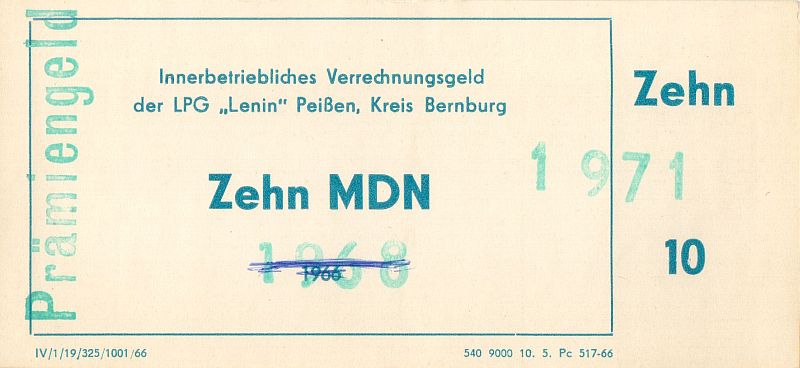 Prämiengeld
Innerbetriebliches Verrechnungsgeld
der LPG „Lenin“ Peißen, Kreis Bernburg
Zehn
1971
Zehn MDN
1968
1966
10
IV/1/19/325/1001/66
540 9000 10. 5. Pc 517-66